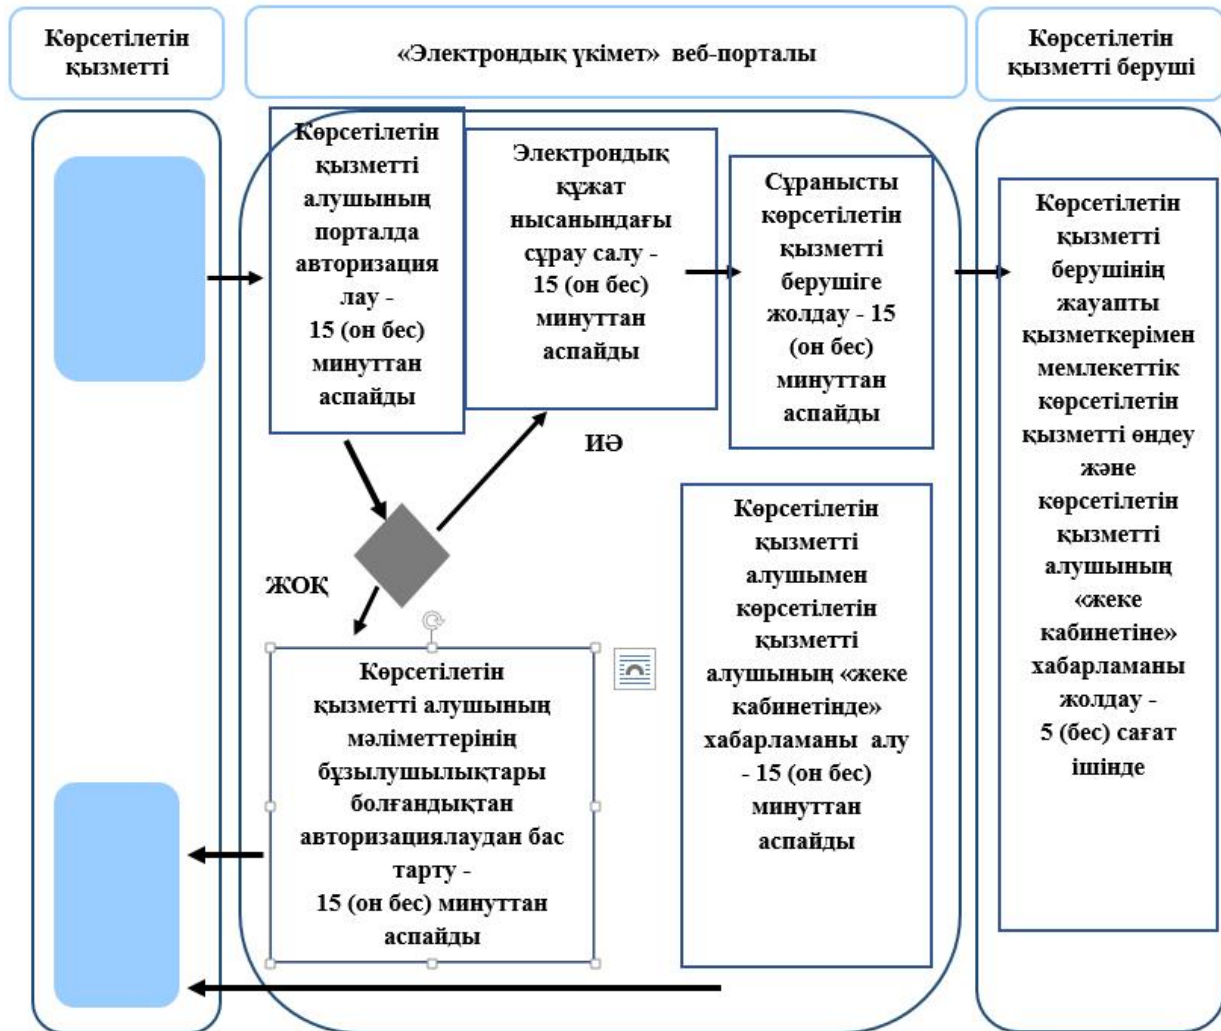 Көрсетілетін
қызметті
«Электрондық үкімет» веб-порталы
Көрсетілетін
қызметті беруші
Көрсетілетін
қызметті
алушының
порталда
авторизация
лау -
15 (он бес)
минуттан
аспайды
Электрондық
құжат
нысанындағы
сұрау салу -
15 (он бес)
минуттан
аспайды
Сұранысты
көрсетілетін
қызметті
берушіге
жолдау - 15
(он бес)
минуттан
аспайды
Көрсетілетін
қызметті
берушінің
жауапты
қызметкерімен
мемлекеттік
көрсетілетін
қызметті өндеу
және
көрсетілетін
қызметті
алушының
«жеке
кабинетіне»
хабарламаны
жолдау -
5 (бес) сағат
ішінде
ИӘ
ЖОҚ
Көрсетілетін
қызметті алушының
мәліметтерінің
бұзылушылықтары
болғандықтан
авторизациялаудан бас
тарту -
15 (он бес) минуттан
аспайды
Көрсетілетін
қызметті
алушымен
көрсетілетін
қызметті
алушының «жеке
кабинетінде»
хабарламаны алу
- 15 (он бес)
минуттан
аспайды